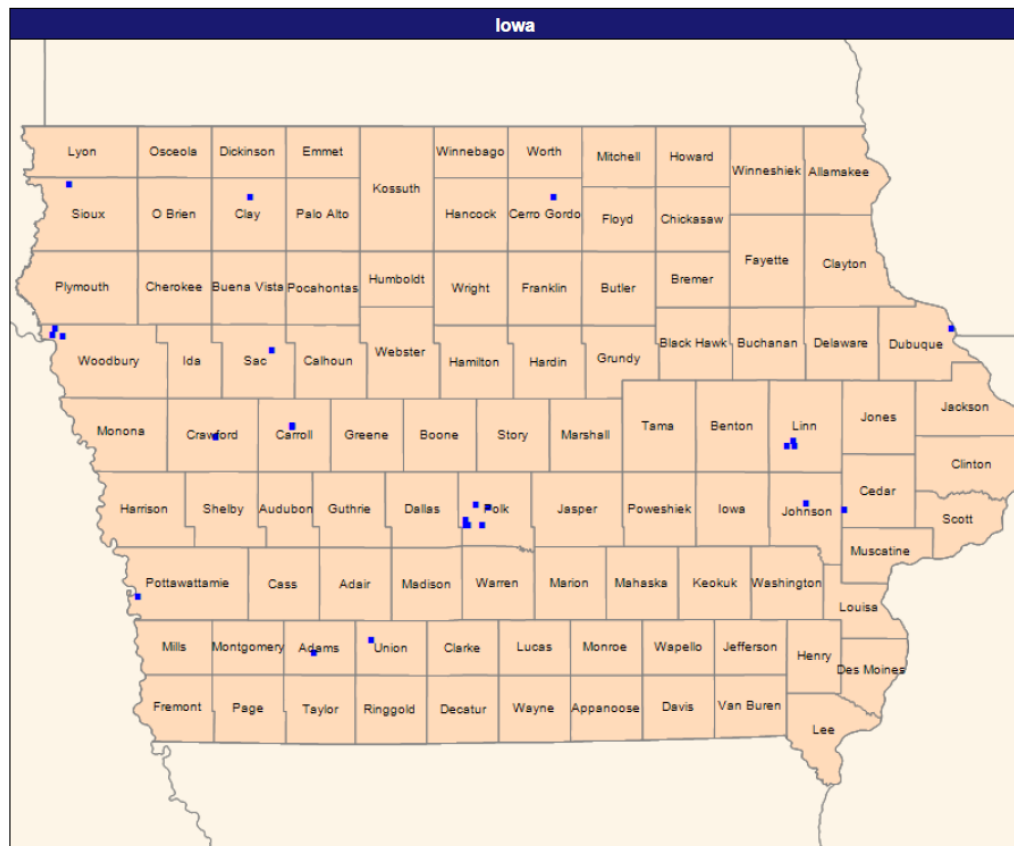 Iowa
Lyon Osceola Dickinson Emmet Winnebago Worth Mitchell Howard
Winneshiek Allamakee
Kossuth
Sioux O Brien Clay Palo Alto Hancock Cerro Gordo Floyd Chickasaw
Fayette Clayton
Plymouth Cherokee Buena Vista Pocahontas Humboldt Wright Franklin Butler Bremer
Woodbury Ida Sac Calhoun Webster Hamilton Hardin Grundy Black Hawk Buchanan Delaware Dubuque
Jackson
Monona Crawford Carroll Greene Boone Story Marshall Tama Benton Linn Jones
Clinton
Harrison Shelby Audubon Guthrie Dallas Polk Jasper Poweshiek Iowa Johnson Cedar Scott
Muscatine
Pottawattamie Cass Adair Madison Warren Marion Mahaska Keokuk Washington
Louisa
Mills Montgomery Adams Union Clarke Lucas Monroe Wapello Jefferson Henry
Des Moines
Fremont Page Taylor Ringgold Decatur Wayne Appanoose Davis Van Buren
Lee